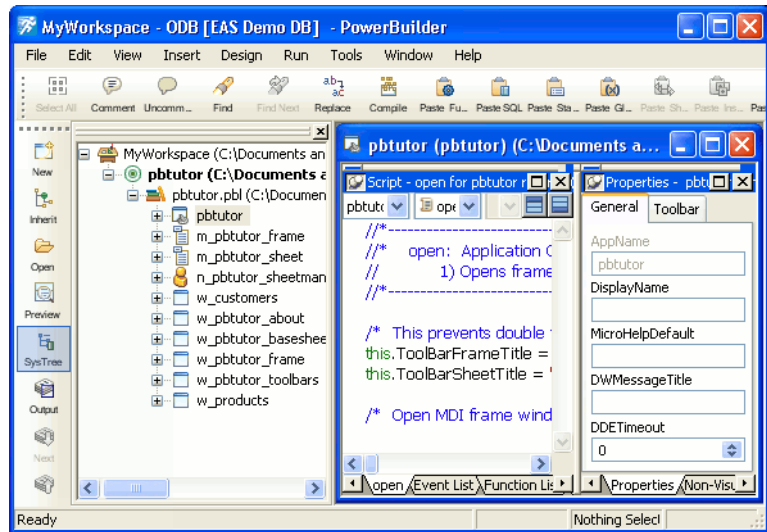 MyWorkspace - ODB [EAS Demo DB] - PowerBuilder
File Edit View Insert Design Run Tools Window Help
Select All Comment Uncomm... Find Find Next Replace Compile Paste Fu... Paste SQL Paste Sta... Paste Gl... Paste Sh... Paste Ins... Pas
New
Inherit
Open
Preview
SysTree
Output
Next
MyWorkspace (C:\Documents an
pbtutor (C:\Documents a
pbtutor.pbl (C:\Documen
pbtutor
m_pbtutor_frame
m_pbtutor_sheet
n_pbtutor_sheetman
w_customers
w_pbtutor_about
w_pbtutor_basesheet
w_pbtutor_frame
w_pbtutor_toolbars
w_products
pbtutor (pbtutor) (C:\Documents a...
Script - open for pbtutor
pbtut
ope
//*-----------------------
//* open: Application
// 1) Opens frame
//*-----------------------
/* This prevents double
this.ToolBarFrameTitle =
this.ToolBarSheetTitle = "
/* Open MDI frame wind
open Event List Function Lis
Properties - pbtu
General Toolbar
AppName
pbtutor
DisplayName
MicroHelpDefault
DWMessageTitle
DDETimeout
0
Properties Non-Visu
Ready
Nothing Select